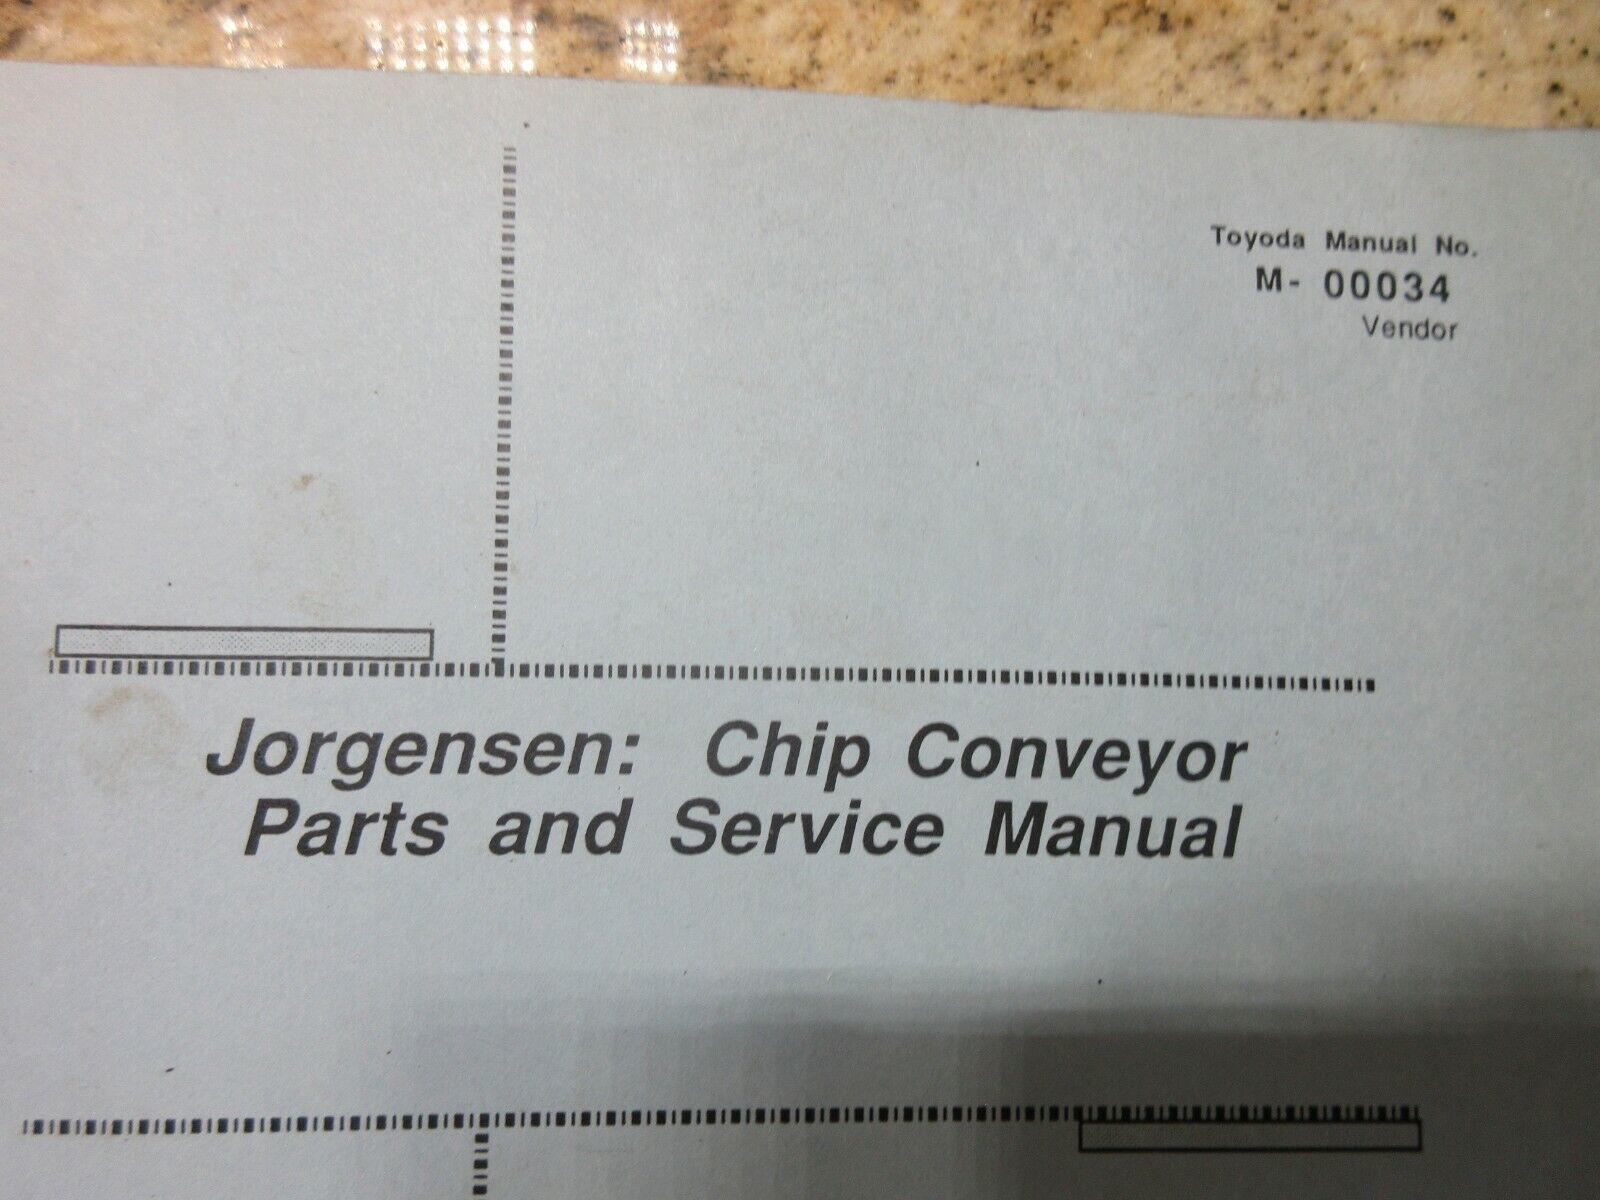 Toyoda Manual No.
M- 00034
Vendor
Jorgensen: Chip Conveyor
Parts and Service Manual